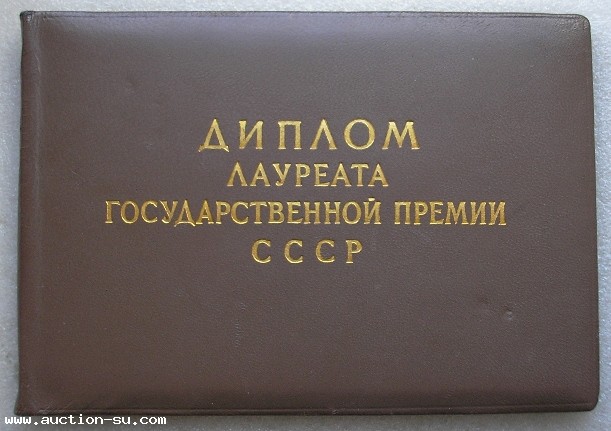 ДИПЛОМ
ЛАУРЕАТА
ГОСУДАРСТВЕННОЙ ПРЕМИИ
СССР
www.auction-su.com